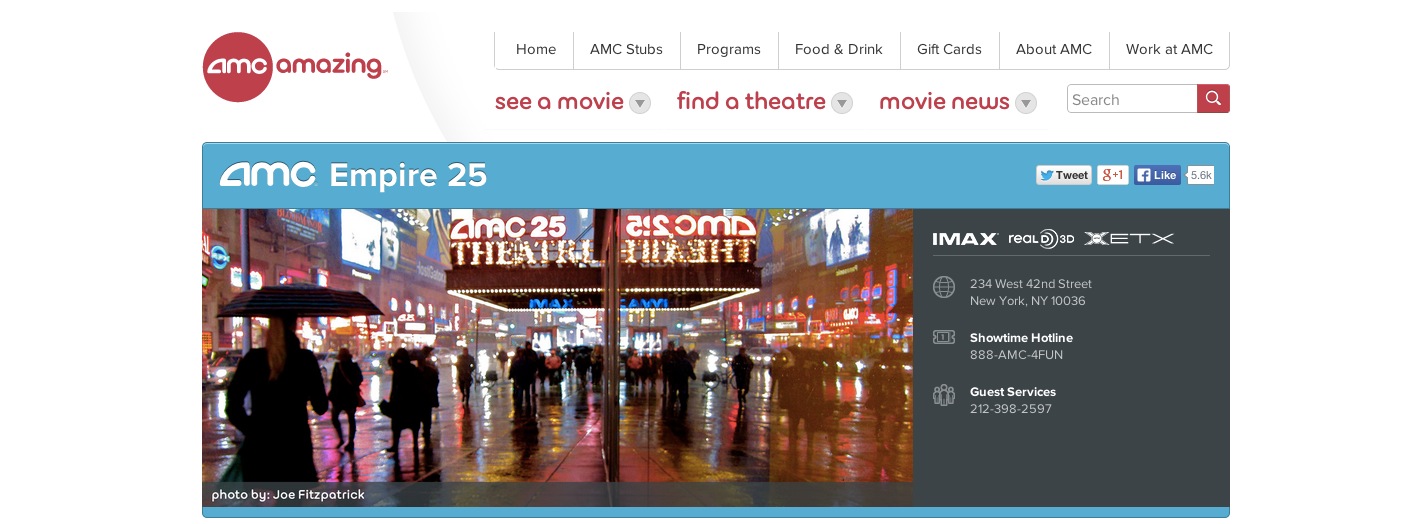 amc amazing
Home AMC Stubs Programs Food & Drink Gift Cards About AMC Work at AMC
see a movie find a theatre movie news Search
amc Empire 25
Tweet g+1 Like 5.6k
amc 25
THEATRES
IMAX
Panasonic
IMAX REAL D 3D ETX
234 West 42nd Street
New York, NY 10036
Showtime Hotline
888-AMC-4FUN
Guest Services
212-398-2597
photo by: Joe Fitzpatrick